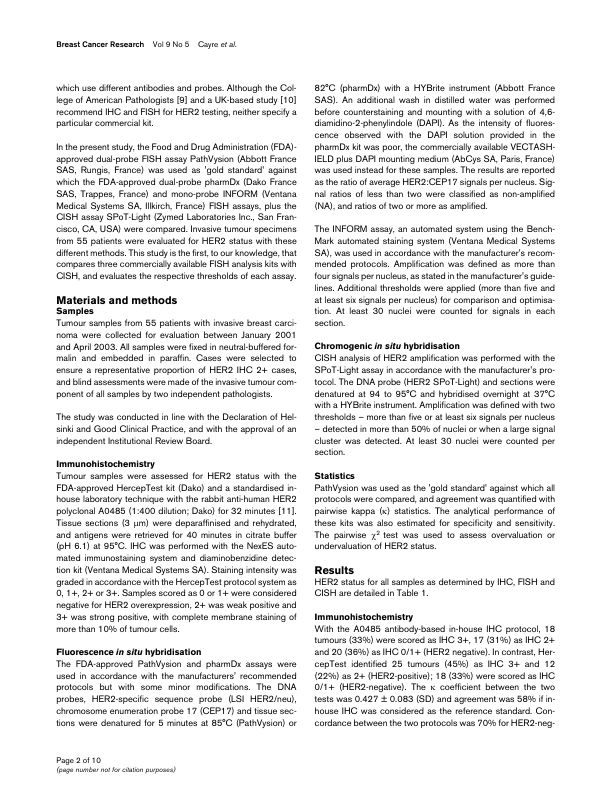 Breast Cancer Research Vol 9 No 5 Cayre et al.
which use different antibodies and probes. Although the Col-
lege of American Pathologists [9] and a UK-based study [10]
recommend IHC and FISH for HER2 testing, neither specify a
particular commercial kit.
In the present study, the Food and Drug Administration (FDA)-
approved dual-probe FISH assay PathVysion (Abbott France
SAS, Rungis, France) was used as 'gold standard' against
which the FDA-approved dual-probe pharmDx (Dako France
SAS, Trappes, France) and mono-probe INFORM (Ventana
Medical Systems SA, Illkirch, France) FISH assays, plus the
CISH assay SPoT-Light (Zymed Laboratories Inc., San Fran-
cisco, CA, USA) were compared. Invasive tumour specimens
from 55 patients were evaluated for HER2 status with these
different methods. This study is the first, to our knowledge, that
compares three commercially available FISH analysis kits with
CISH, and evaluates the respective thresholds of each assay.
Materials and methods
Samples
Tumour samples from 55 patients with invasive breast carci-
noma were collected for evaluation between January 2001
and April 2003. All samples were fixed in neutral-buffered for-
malin and embedded in paraffin. Cases were selected to
ensure a representative proportion of HER2 IHC 2+ cases,
and blind assessments were made of the invasive tumour com-
ponent of all samples by two independent pathologists.
The study was conducted in line with the Declaration of Hel-
sinki and Good Clinical Practice, and with the approval of an
independent Institutional Review Board.
Immunohistochemistry
Tumour samples were assessed for HER2 status with the
FDA-approved HercepTest kit (Dako) and a standardised in-
house laboratory technique with the rabbit anti-human HER2
polyclonal A0485 (1:400 dilution; Dako) for 32 minutes [11].
Tissue sections (3 μm) were deparaffinised and rehydrated,
and antigens were retrieved for 40 minutes in citrate buffer
(pH 6.1) at 95°C. IHC was performed with the NexES auto-
mated immunostaining system and diaminobenzidine detec-
tion kit (Ventana Medical Systems SA). Staining intensity was
graded in accordance with the HercepTest protocol system as
0, 1+, 2+ or 3+. Samples scored as 0 or 1+ were considered
negative for HER2 overexpression, 2+ was weak positive and
3+ was strong positive, with complete membrane staining of
more than 10% of tumour cells.
Fluorescence in situ hybridisation
The FDA-approved PathVysion and pharmDx assays were
used in accordance with the manufacturers' recommended
protocols but with some minor modifications. The DNA
probes, HER2-specific sequence probe (LSI HER2/neu),
chromosome enumeration probe 17 (CEP17) and tissue sec-
tions were denatured for 5 minutes at 85°C (PathVysion) or
82°C (pharmDx) with a HYBrite instrument (Abbott France
SAS). An additional wash in distilled water was performed
before counterstaining and mounting with a solution of 4,6-
diamidino-2-phenylindole (DAPI). As the intensity of fluores-
cence observed with the DAPI solution provided in the
pharmDx kit was poor, the commercially available VECTASH-
IELD plus DAPI mounting medium (AbCys SA, Paris, France)
was used instead for these samples. The results are reported
as the ratio of average HER2:CEP17 signals per nucleus. Sig-
nal ratios of less than two were classified as non-amplified
(NA), and ratios of two or more as amplified.
The INFORM assay, an automated system using the Bench-
Mark automated staining system (Ventana Medical Systems
SA), was used in accordance with the manufacturer's recom-
mended protocols. Amplification was defined as more than
four signals per nucleus, as stated in the manufacturer's guide-
lines. Additional thresholds were applied (more than five and
at least six signals per nucleus) for comparison and optimisa-
tion. At least 30 nuclei were counted for signals in each
section.
Chromogenic in situ hybridisation
CISH analysis of HER2 amplification was performed with the
SPoT-Light assay in accordance with the manufacturer's pro-
tocol. The DNA probe (HER2 SPoT-Light) and sections were
denatured at 94 to 95°C and hybridised overnight at 37°C
with a HYBrite instrument. Amplification was defined with two
thresholds – more than five or at least six signals per nucleus
– detected in more than 50% of nuclei or when a large signal
cluster was detected. At least 30 nuclei were counted per
section.
Statistics
PathVysion was used as the 'gold standard' against which all
protocols were compared, and agreement was quantified with
pairwise kappa (κ) statistics. The analytical performance of
these kits was also estimated for specificity and sensitivity.
The pairwise χ2 test was used to assess overvaluation or
undervaluation of HER2 status.
Results
HER2 status for all samples as determined by IHC, FISH and
CISH are detailed in Table 1.
Immunohistochemistry
With the A0485 antibody-based in-house IHC protocol, 18
tumours (33%) were scored as IHC 3+, 17 (31%) as IHC 2+
and 20 (36%) as IHC 0/1+ (HER2 negative). In contrast, Her-
cepTest identified 25 tumours (45%) as IHC 3+ and 12
(22%) as 2+ (HER2-positive); 18 (33%) were scored as IHC
0/1+ (HER2-negative). The κ coefficient between the two
tests was 0.427 ± 0.083 (SD) and agreement was 58% if in-
house IHC was considered as the reference standard. Con-
cordance between the two protocols was 70% for HER2-neg-
Page 2 of 10
(page number not for citation purposes)